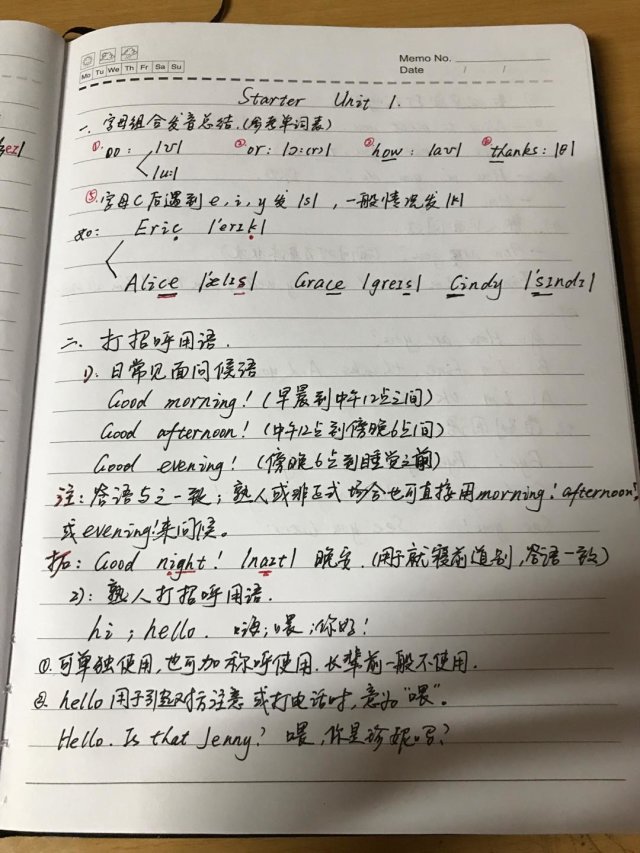 Memo No.
Mo Tu We Th Fr Sa Su
Date / /
Starter Unit 1.
一、字母组合发音总结.(参考单词表)
① oo: |ʊ| ② or: |ɔ:(r)| ③ how: |aʊ| ④ thanks: |θ|
|u:|
⑤ 字母C后遇到e, i, y发|s|, 一般情况发|k|
如: Eric |'erɪk|
Alice |'ælɪs| Grace |greɪs| Cindy |'sɪndɪ|
二、打招呼用语.
1). 日常见面问候语
Good morning! (早晨到中午12点之间)
Good afternoon! (中午12点到傍晚6点间)
Good evening! (傍晚6点到睡觉之前)
注: 答语与之一致; 熟人或非正式场合也可直接用morning! afternoon!
或evening!来问候。
拓: Good night! |naɪt| 晚安. (用于就寝前道别, 答语一致)
2): 熟人打招呼用语.
hi ; hello. 嗨; 喂; 你好!
①. 可单独使用, 也可加称呼使用. 长辈前一般不使用.
②. hello用于引起对方注意或打电话时, 意为"喂".
Hello. Is that Jenny? 喂, 你是珍妮吗?